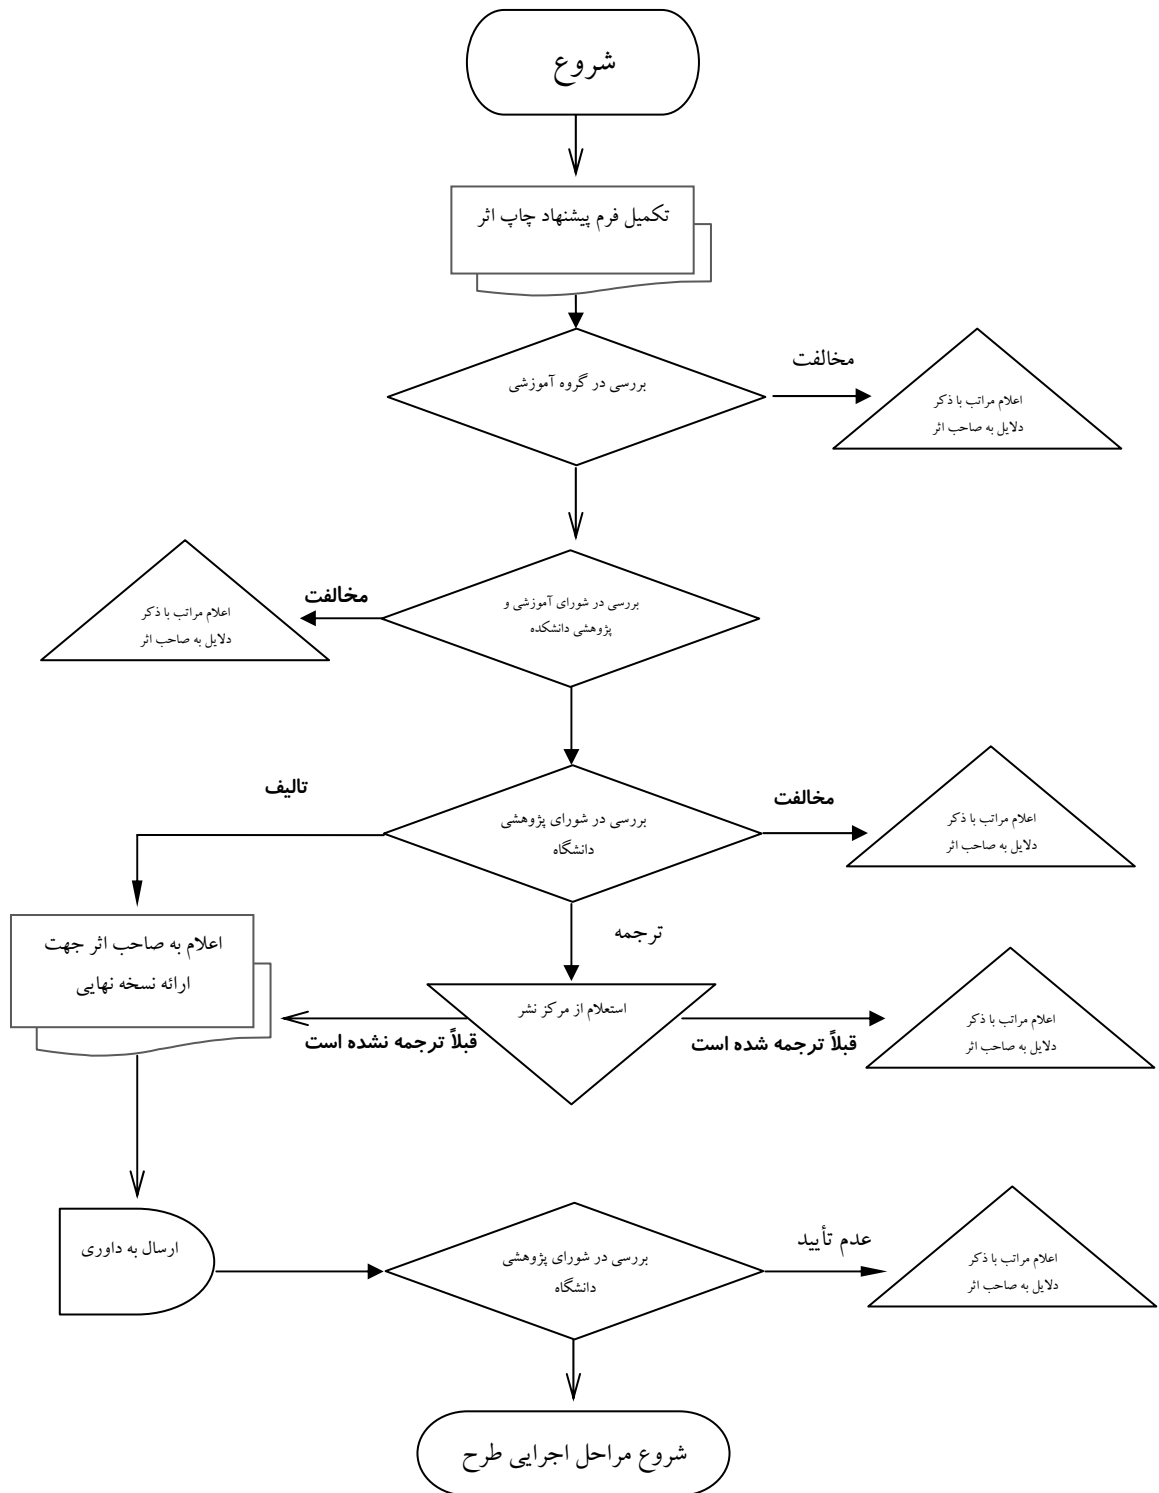 شروع
تکمیل فرم پیشنهاد چاپ اثر
بررسی در گروه آموزشی
مخالفت
اعلام مراتب با ذکر
دلایل به صاحب اثر
بررسی در شورای آموزشی و
پژوهشی دانشکده
مخالفت
اعلام مراتب با ذکر
دلایل به صاحب اثر
بررسی در شورای پژوهشی
دانشگاه
مخالفت
اعلام مراتب با ذکر
دلایل به صاحب اثر
تالیف
ترجمه
اعلام به صاحب اثر جهت
ارائه نسخه نهایی
استعلام از مرکز نشر
قبلاً ترجمه شده است
اعلام مراتب با ذکر
دلایل به صاحب اثر
قبلاً ترجمه نشده است
ارسال به داوری
بررسی در شورای پژوهشی
دانشگاه
عدم تأیید
اعلام مراتب با ذکر
دلایل به صاحب اثر
شروع مراحل اجرایی طرح